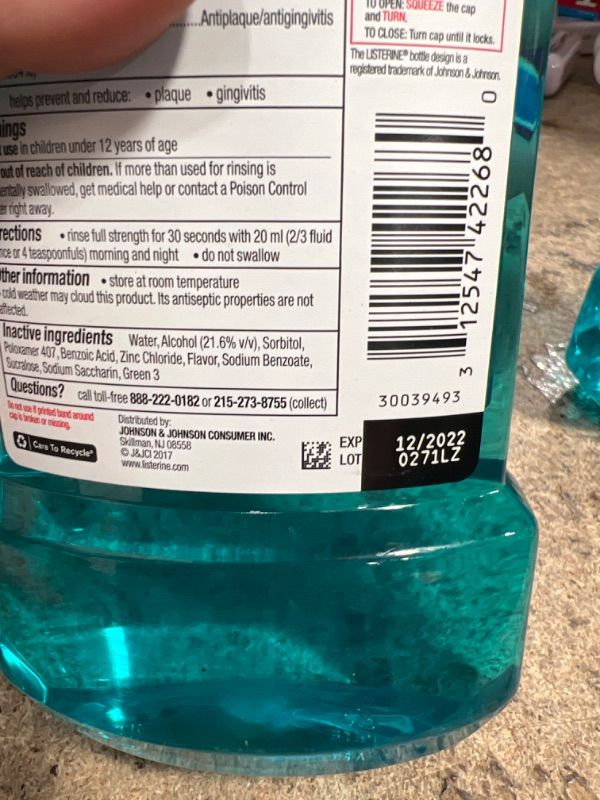 Antiplaque/antigingivitis
helps prevent and reduce: • plaque • gingivitis
ings
use in children under 12 years of age
out of reach of children. If more than used for rinsing is
entally swallowed, get medical help or contact a Poison Control
er right away.
rections • rinse full strength for 30 seconds with 20 ml (2/3 fluid
nce or 4 teaspoonfuls) morning and night • do not swallow
ther information • store at room temperature
cold weather may cloud this product. Its antiseptic properties are not
affected.
Inactive ingredients Water, Alcohol (21.6% v/v), Sorbitol,
Poloxamer 407, Benzoic Acid, Zinc Chloride, Flavor, Sodium Benzoate,
Sucralose, Sodium Saccharin, Green 3
Questions? call toll-free 888-222-0182 or 215-273-8755 (collect)
Do not use if printed band around
cap is broken or missing.
Care To Recycle®
Distributed by:
JOHNSON & JOHNSON CONSUMER INC.
Skillman, NJ 08558
© J&JCI 2017
www.listerine.com
TO OPEN: SQUEEZE the cap
and TURN.
TO CLOSE: Turn cap until it locks.
The LISTERINE® bottle design is a
registered trademark of Johnson & Johnson.
3 12547 42268 0
30039493
EXP 12/2022
LOT 0271LZ